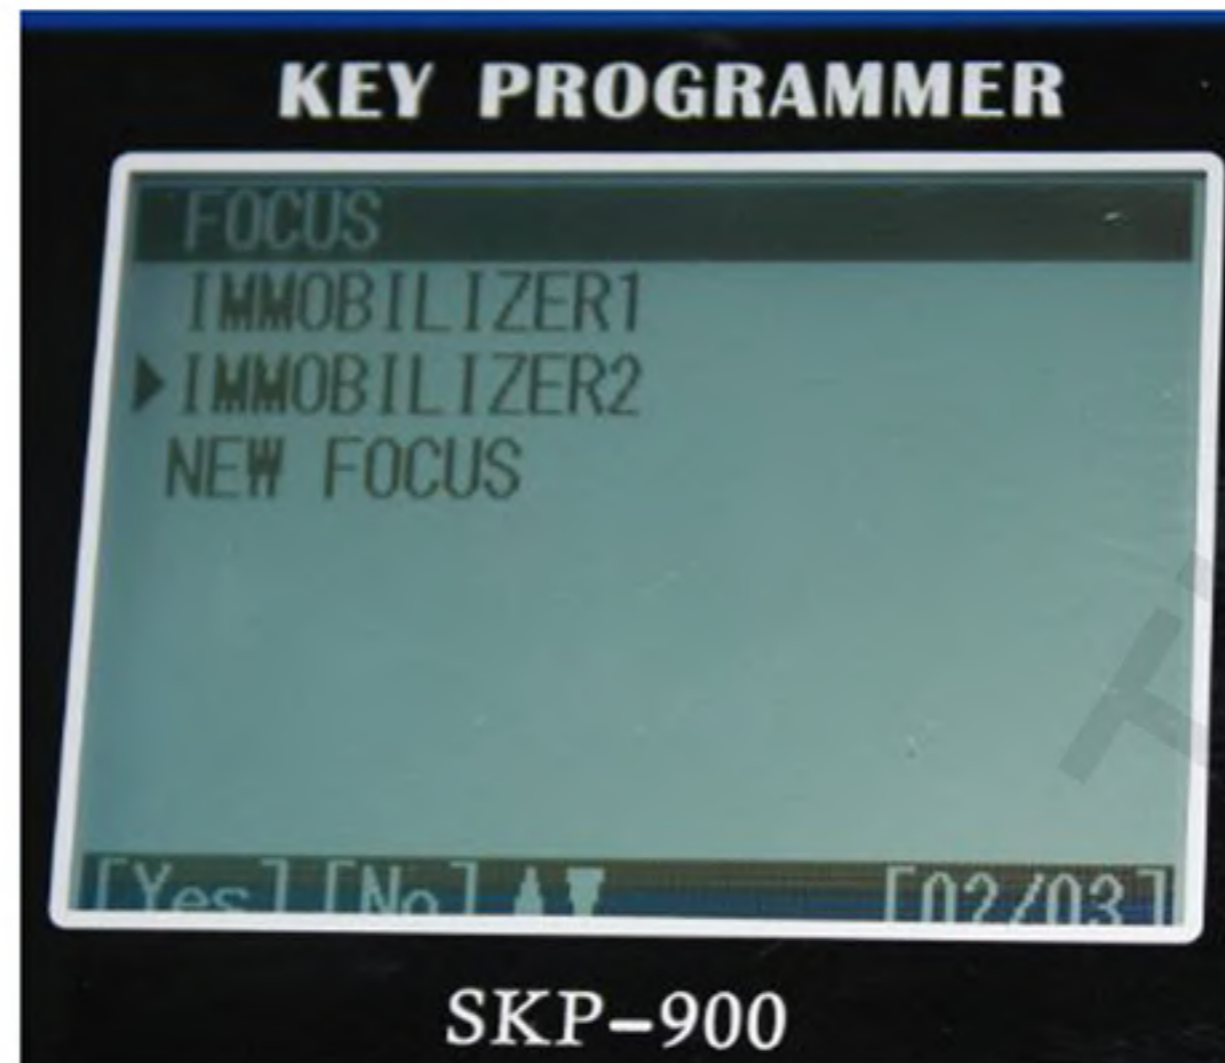 KEY PROGRAMMER
FOCUS
IMMOBILIZER1
▶IMMOBILIZER2
NEW FOCUS
[Yes][No] [02/03]
SKP-900